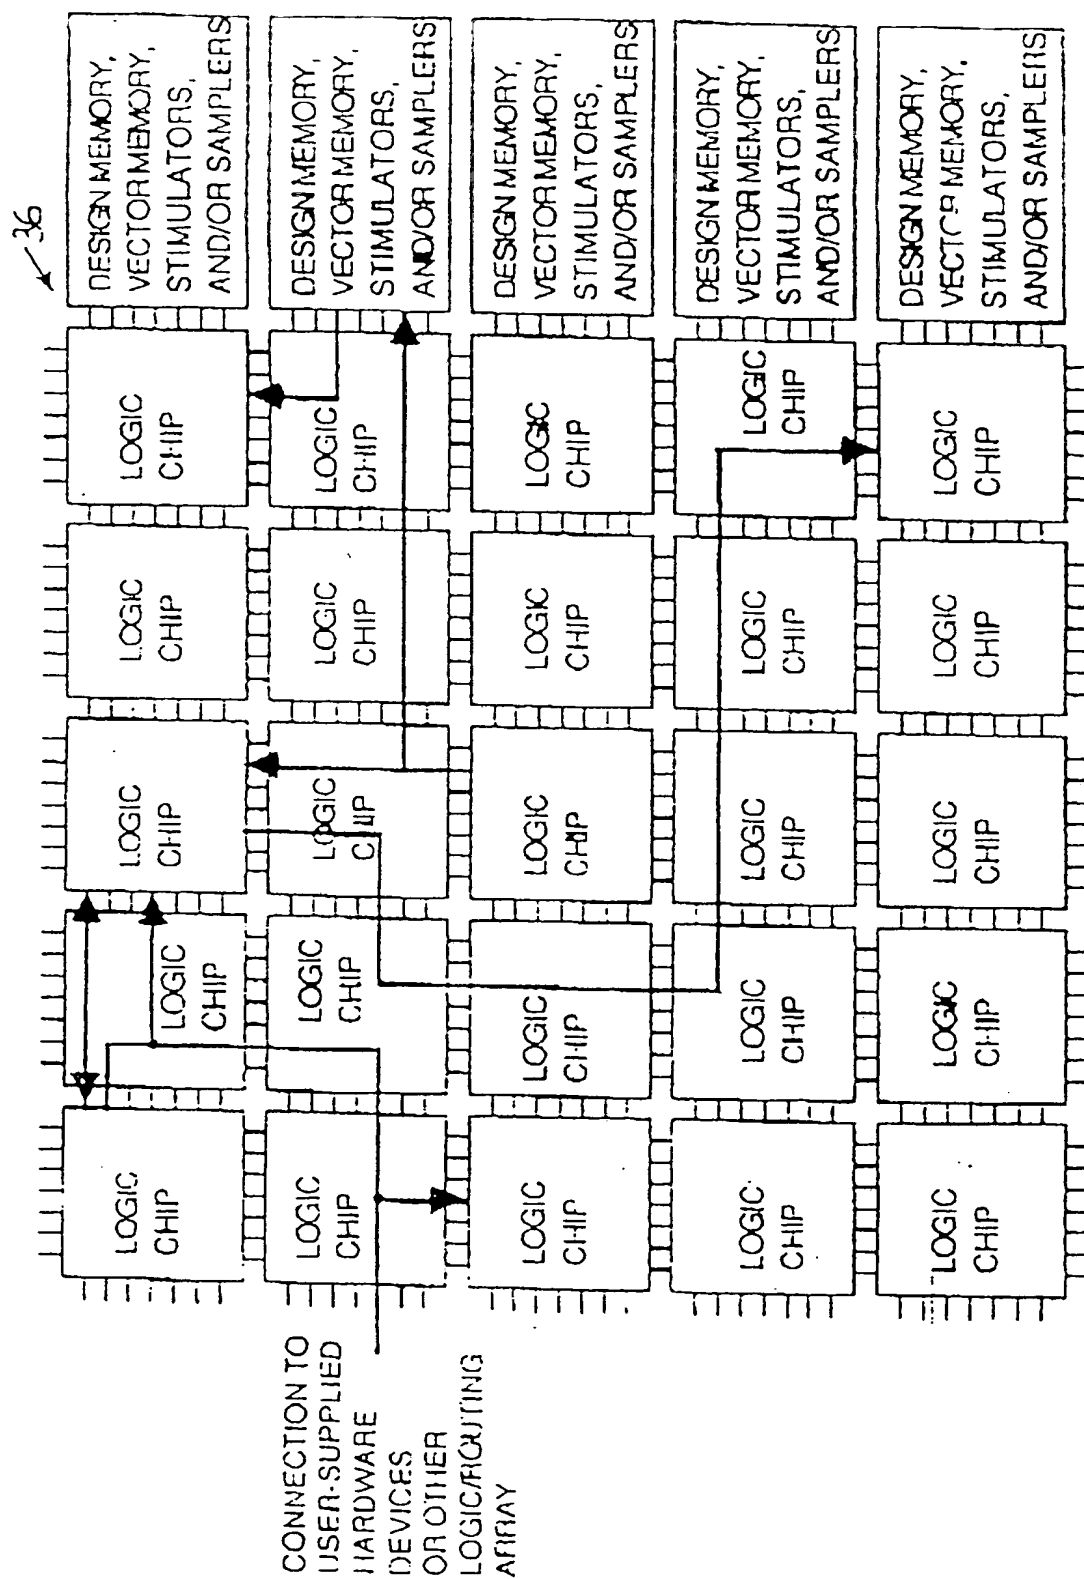 36
LOGIC
CHIP
LOGIC
CHIP
LOGIC
CHIP
LOGIC
CHIP
LOGIC
CHIP
DESIGN MEMORY,
VECTOR MEMORY,
STIMULATORS,
AND/OR SAMPLERS
CONNECTION TO
USER-SUPPLIED
HARDWARE
DEVICES
OR OTHER
LOGIC/ROUTING
ARRAY
LOGIC
CHIP
LOGIC
CHIP
LOGIC
CHIP
LOGIC
CHIP
LOGIC
CHIP
DESIGN MEMORY,
VECTOR MEMORY,
STIMULATORS,
AND/OR SAMPLERS
LOGIC
CHIP
LOGIC
CHIP
LOGIC
CHIP
LOGIC
CHIP
LOGIC
CHIP
DESIGN MEMORY,
VECTOR MEMORY,
STIMULATORS,
AND/OR SAMPLERS
LOGIC
CHIP
LOGIC
CHIP
LOGIC
CHIP
LOGIC
CHIP
LOGIC
CHIP
DESIGN MEMORY,
VECTOR MEMORY,
STIMULATORS,
AND/OR SAMPLERS
LOGIC
CHIP
LOGIC
CHIP
LOGIC
CHIP
LOGIC
CHIP
LOGIC
CHIP
DESIGN MEMORY,
VECTOR MEMORY,
STIMULATORS,
AND/OR SAMPLERS